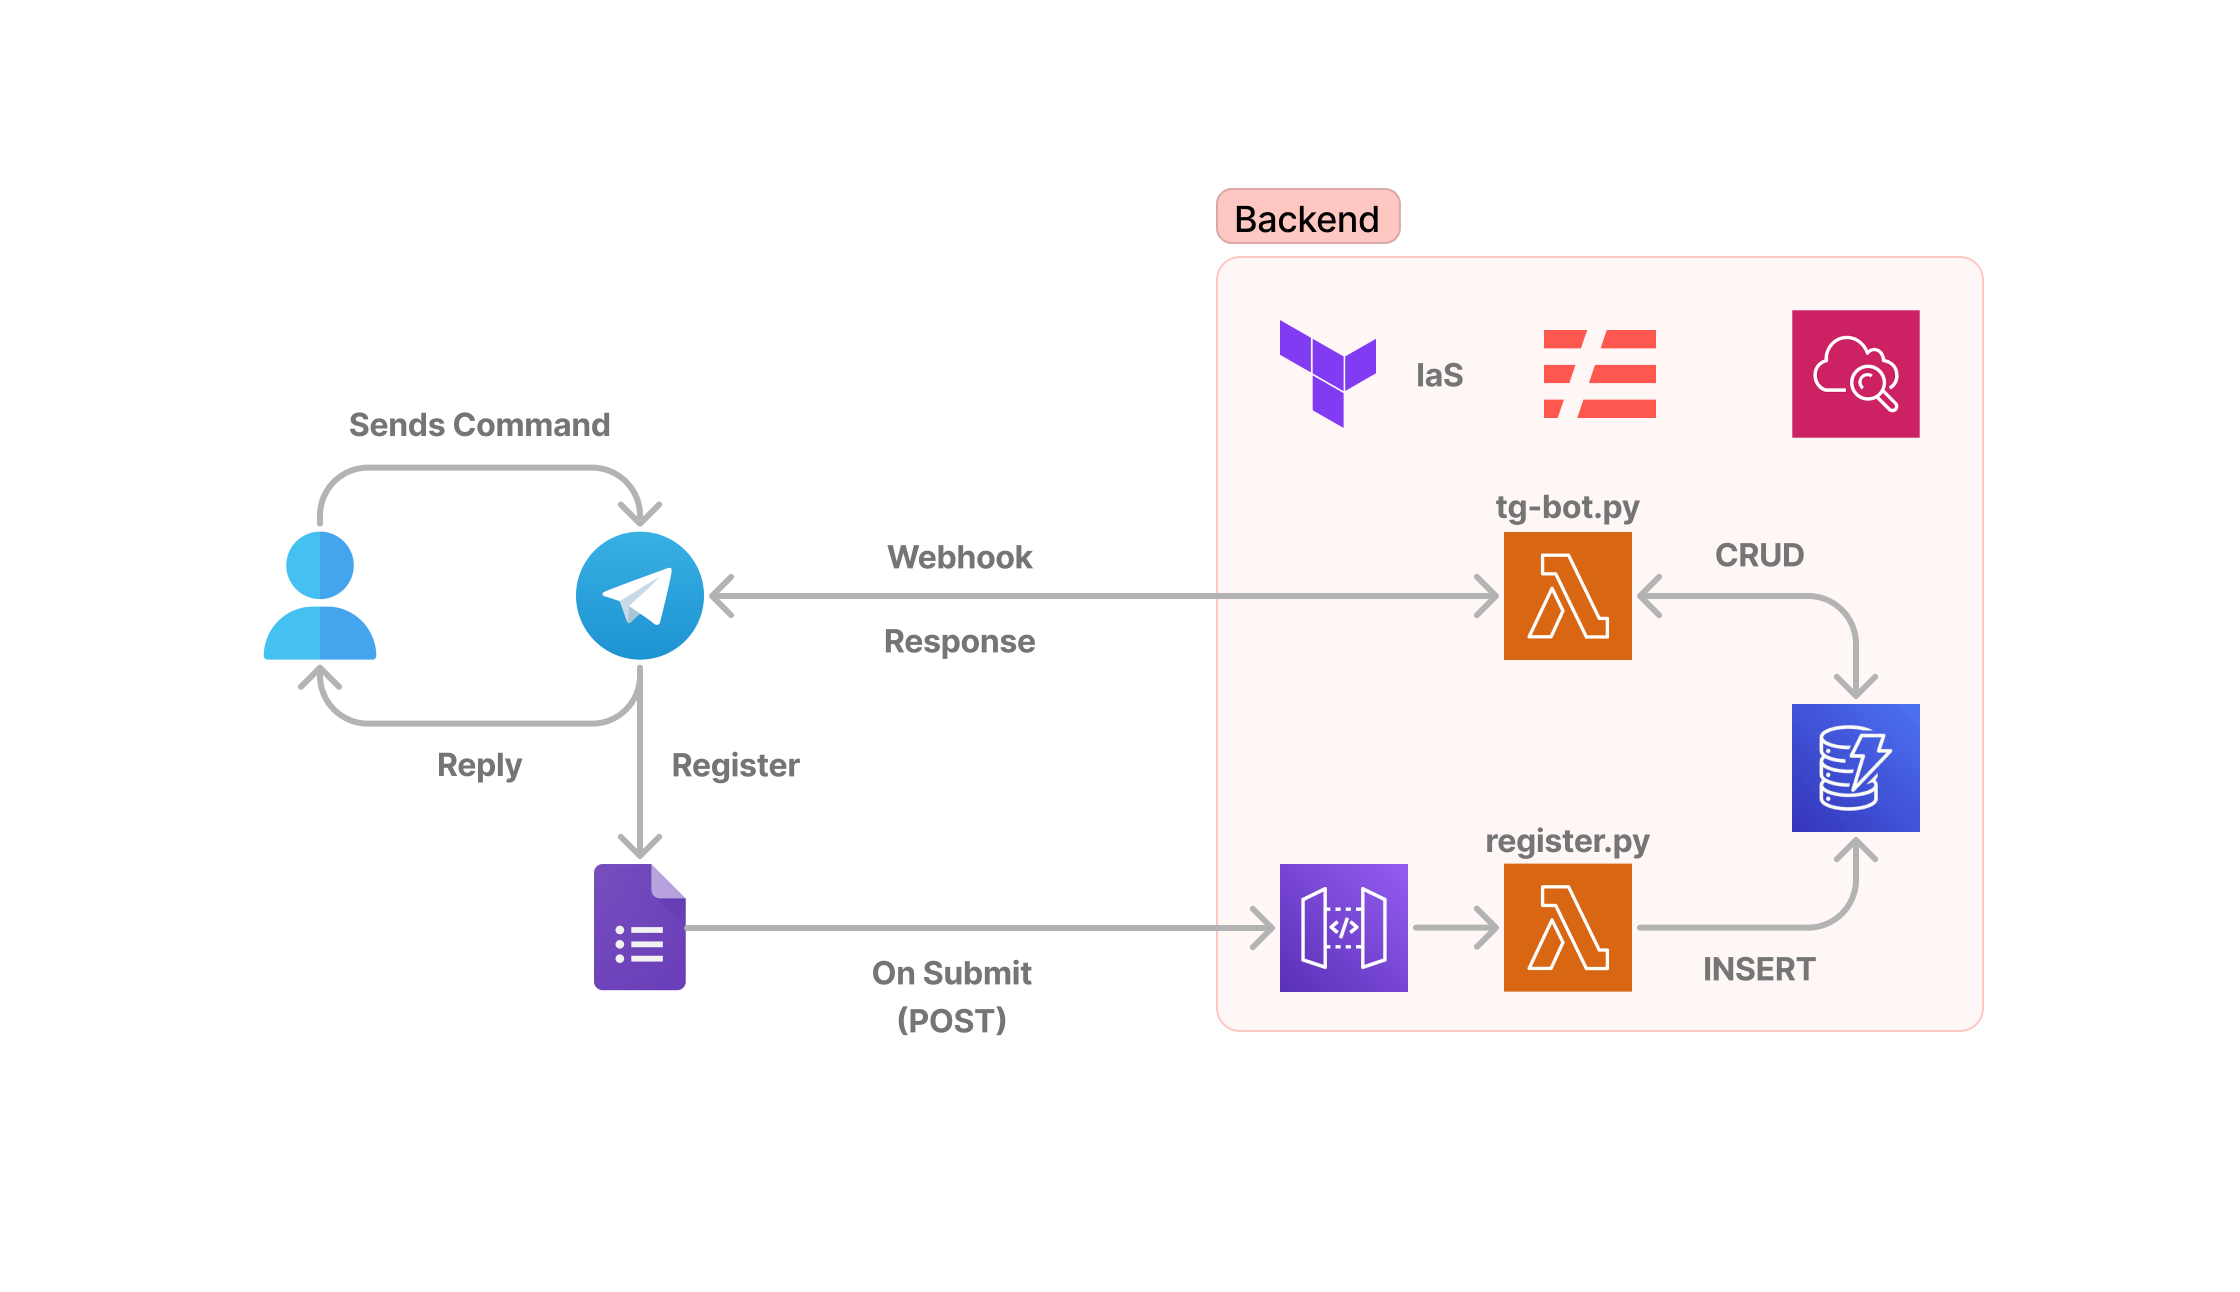 Backend
IaS
Sends Command
tg-bot.py
Webhook
CRUD
Response
Reply
Register
register.py
On Submit
(POST)
INSERT